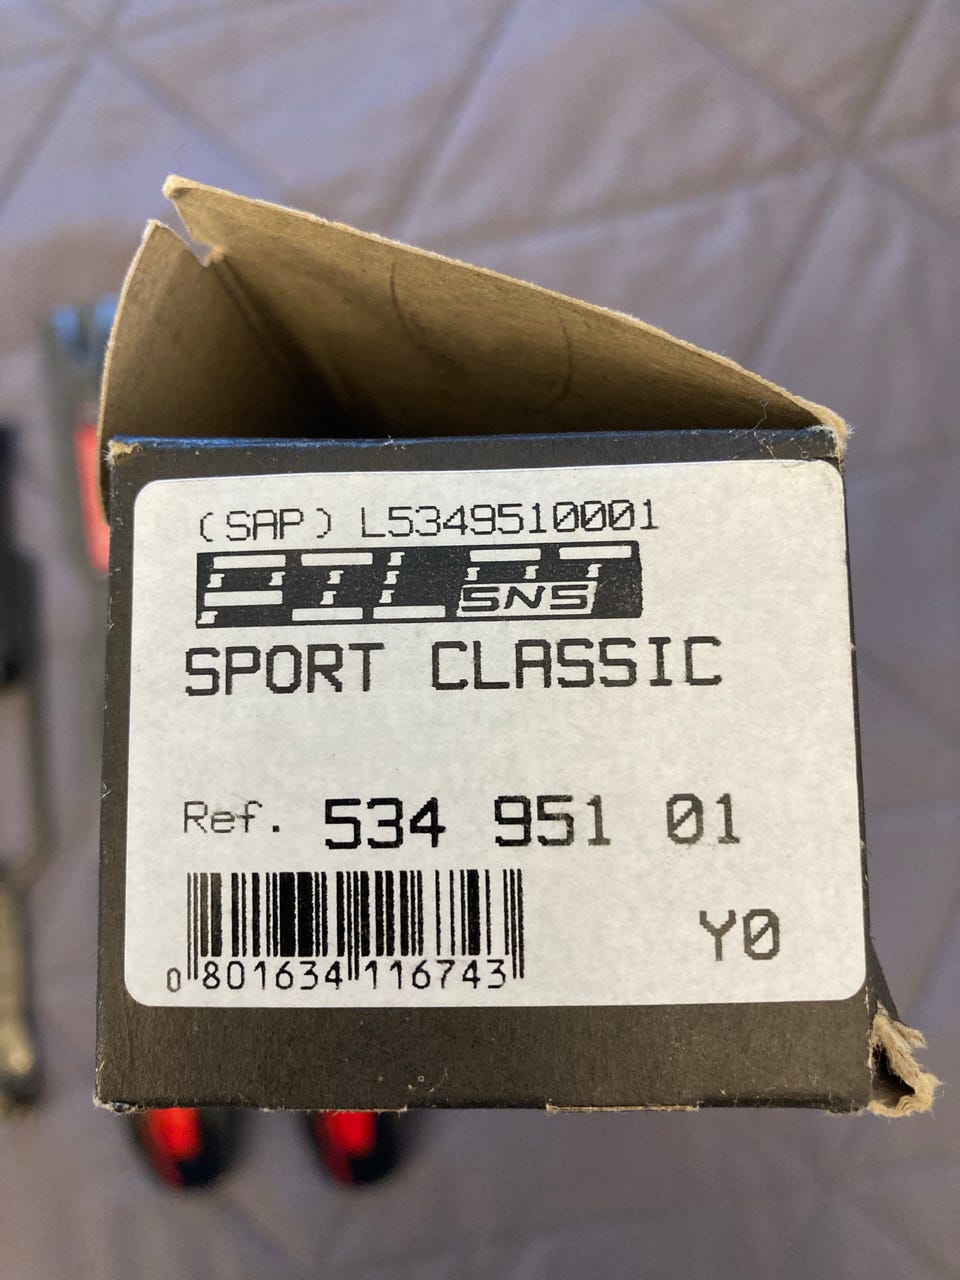 (SAP) L5349510001
PILOT
SNS
SPORT CLASSIC
Ref. 534 951 01
Y0
0 801634 116743